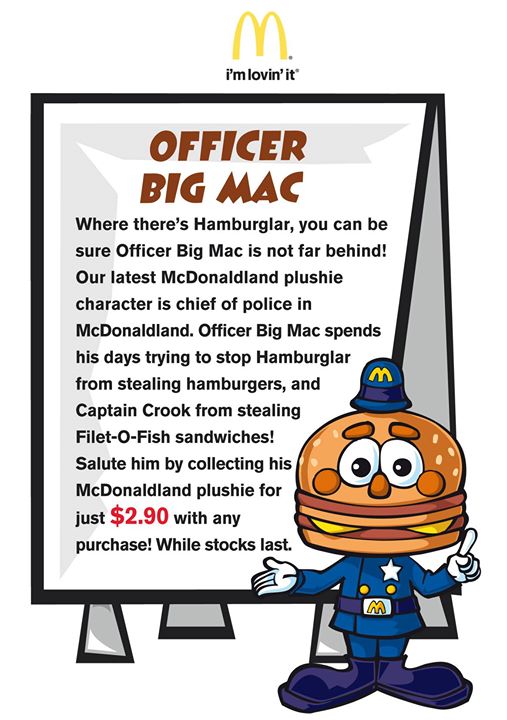 i'm lovin' it®
OFFICER
BIG MAC
Where there's Hamburglar, you can be
sure Officer Big Mac is not far behind!
Our latest McDonaldland plushie
character is chief of police in
McDonaldland. Officer Big Mac spends
his days trying to stop Hamburglar
from stealing hamburgers, and
Captain Crook from stealing
Filet-O-Fish sandwiches!
Salute him by collecting his
McDonaldland plushie for
just $2.90 with any
purchase! While stocks last.